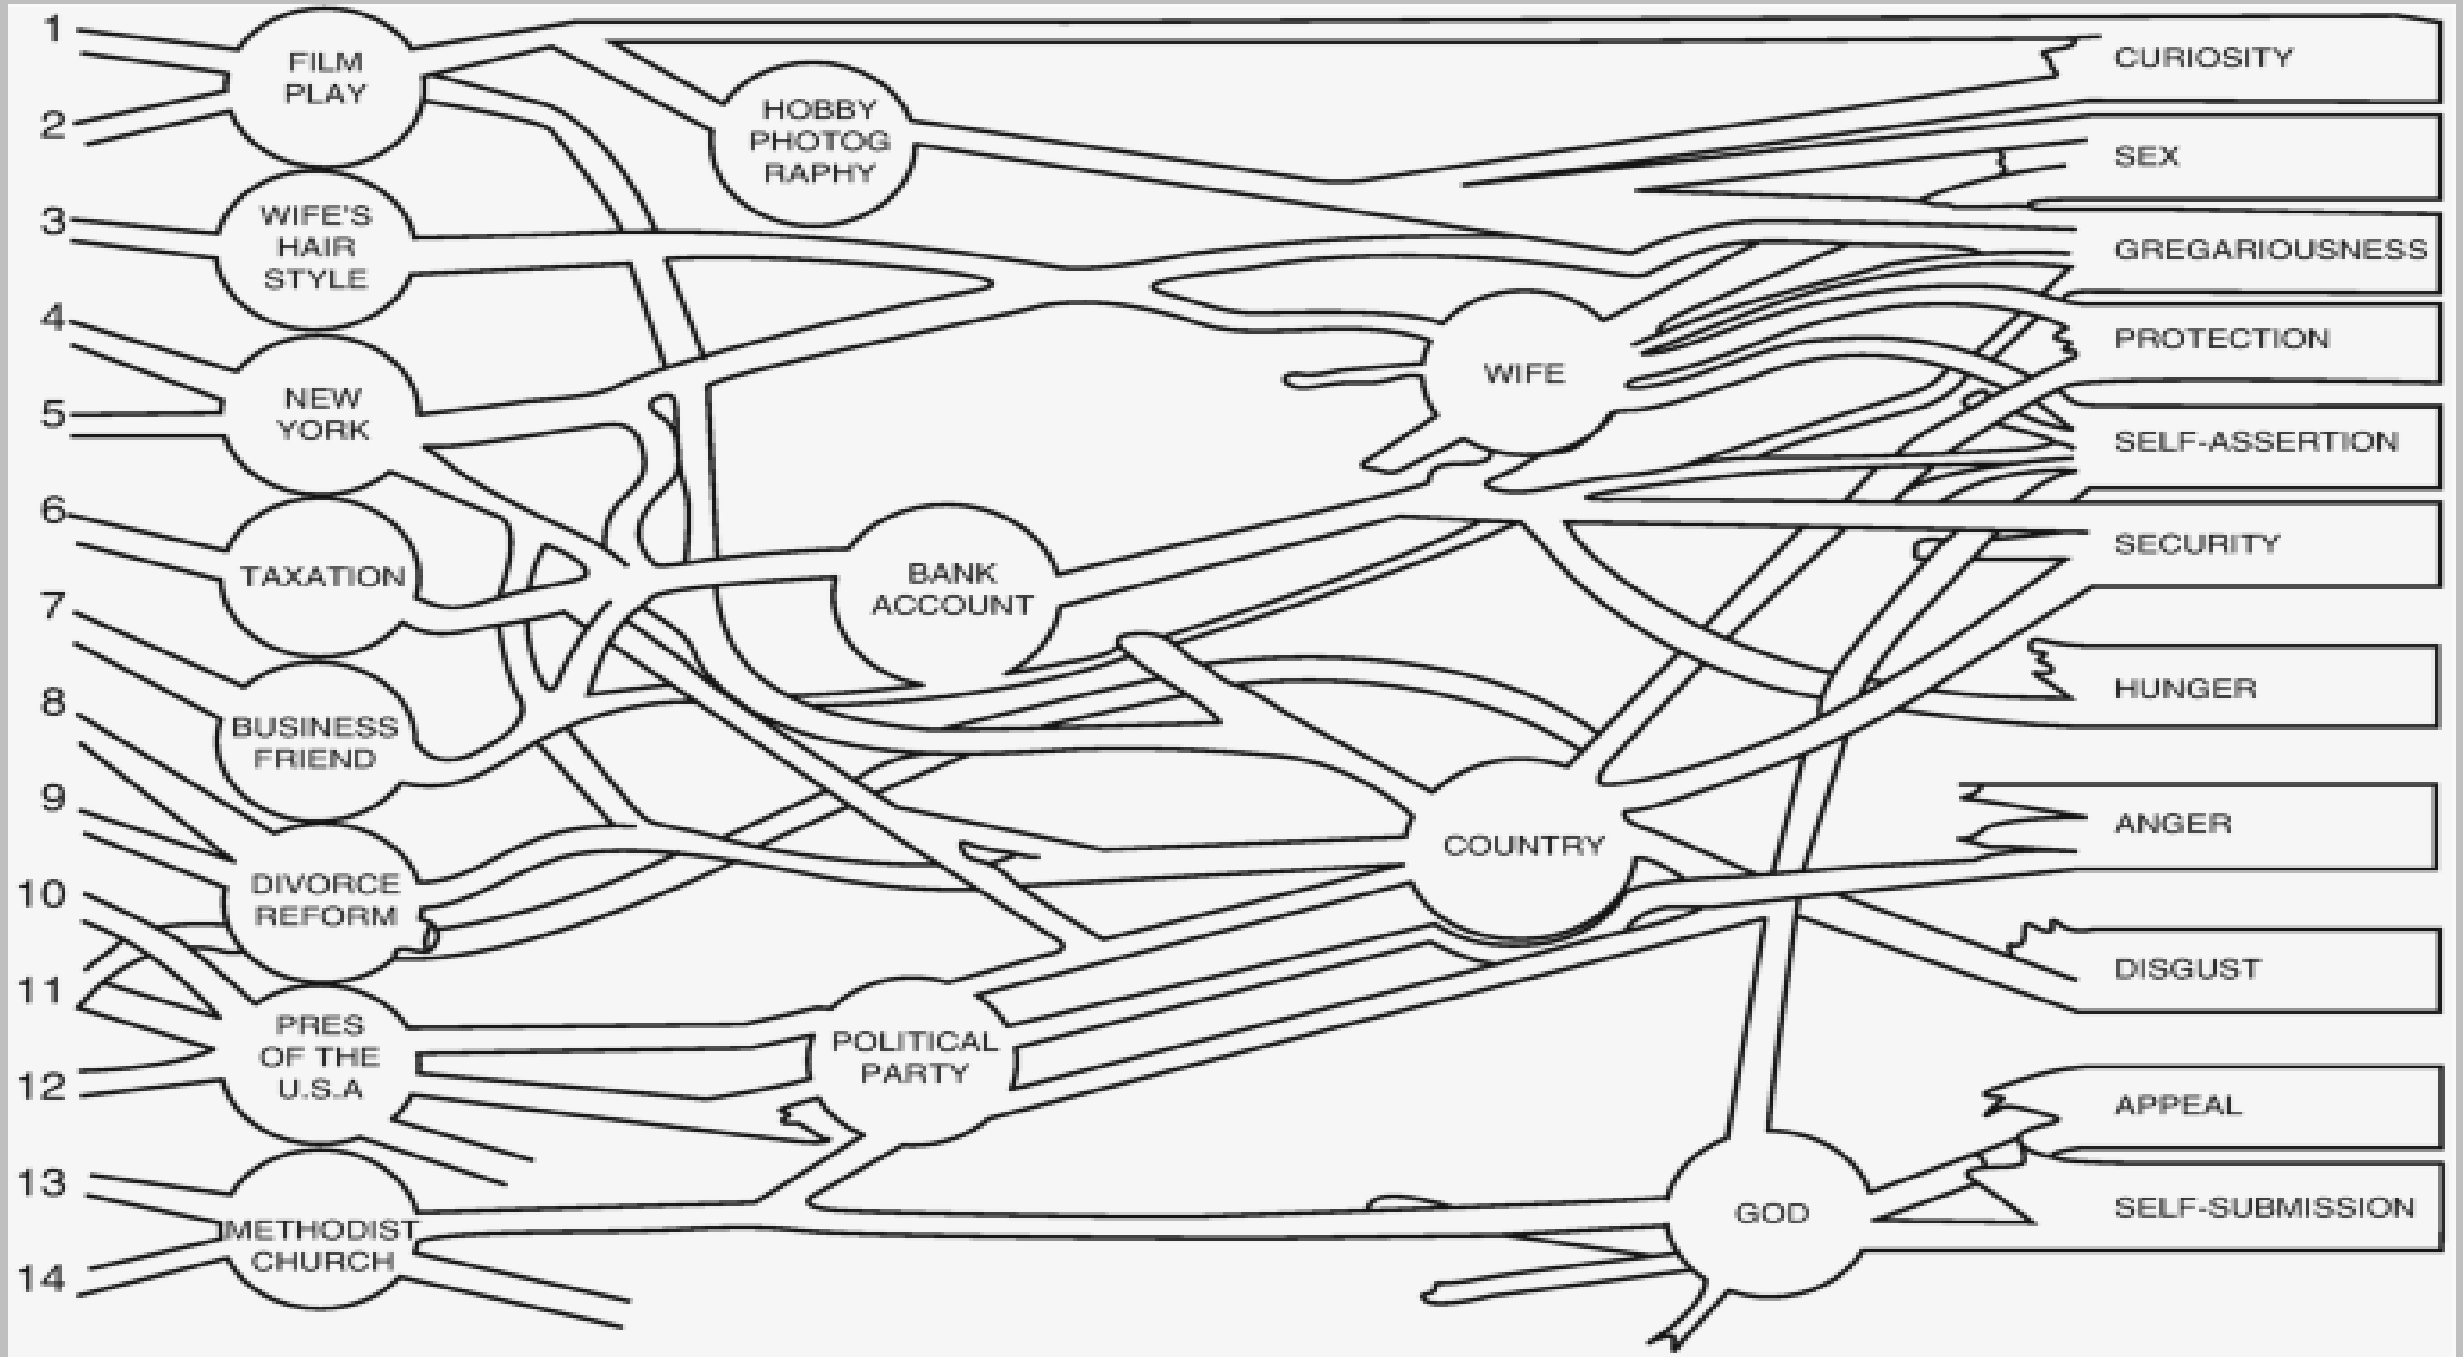 1
2
3
4
5
6
7
8
9
10
11
12
13
14
FILM
PLAY
WIFE'S
HAIR
STYLE
NEW
YORK
TAXATION
BUSINESS
FRIEND
DIVORCE
REFORM
PRES
OF THE
U.S.A
METHODIST
CHURCH
HOBBY
PHOTOG
RAPHY
BANK
ACCOUNT
POLITICAL
PARTY
WIFE
COUNTRY
GOD
CURIOSITY
SEX
GREGARIOUSNESS
PROTECTION
SELF-ASSERTION
SECURITY
HUNGER
ANGER
DISGUST
APPEAL
SELF-SUBMISSION